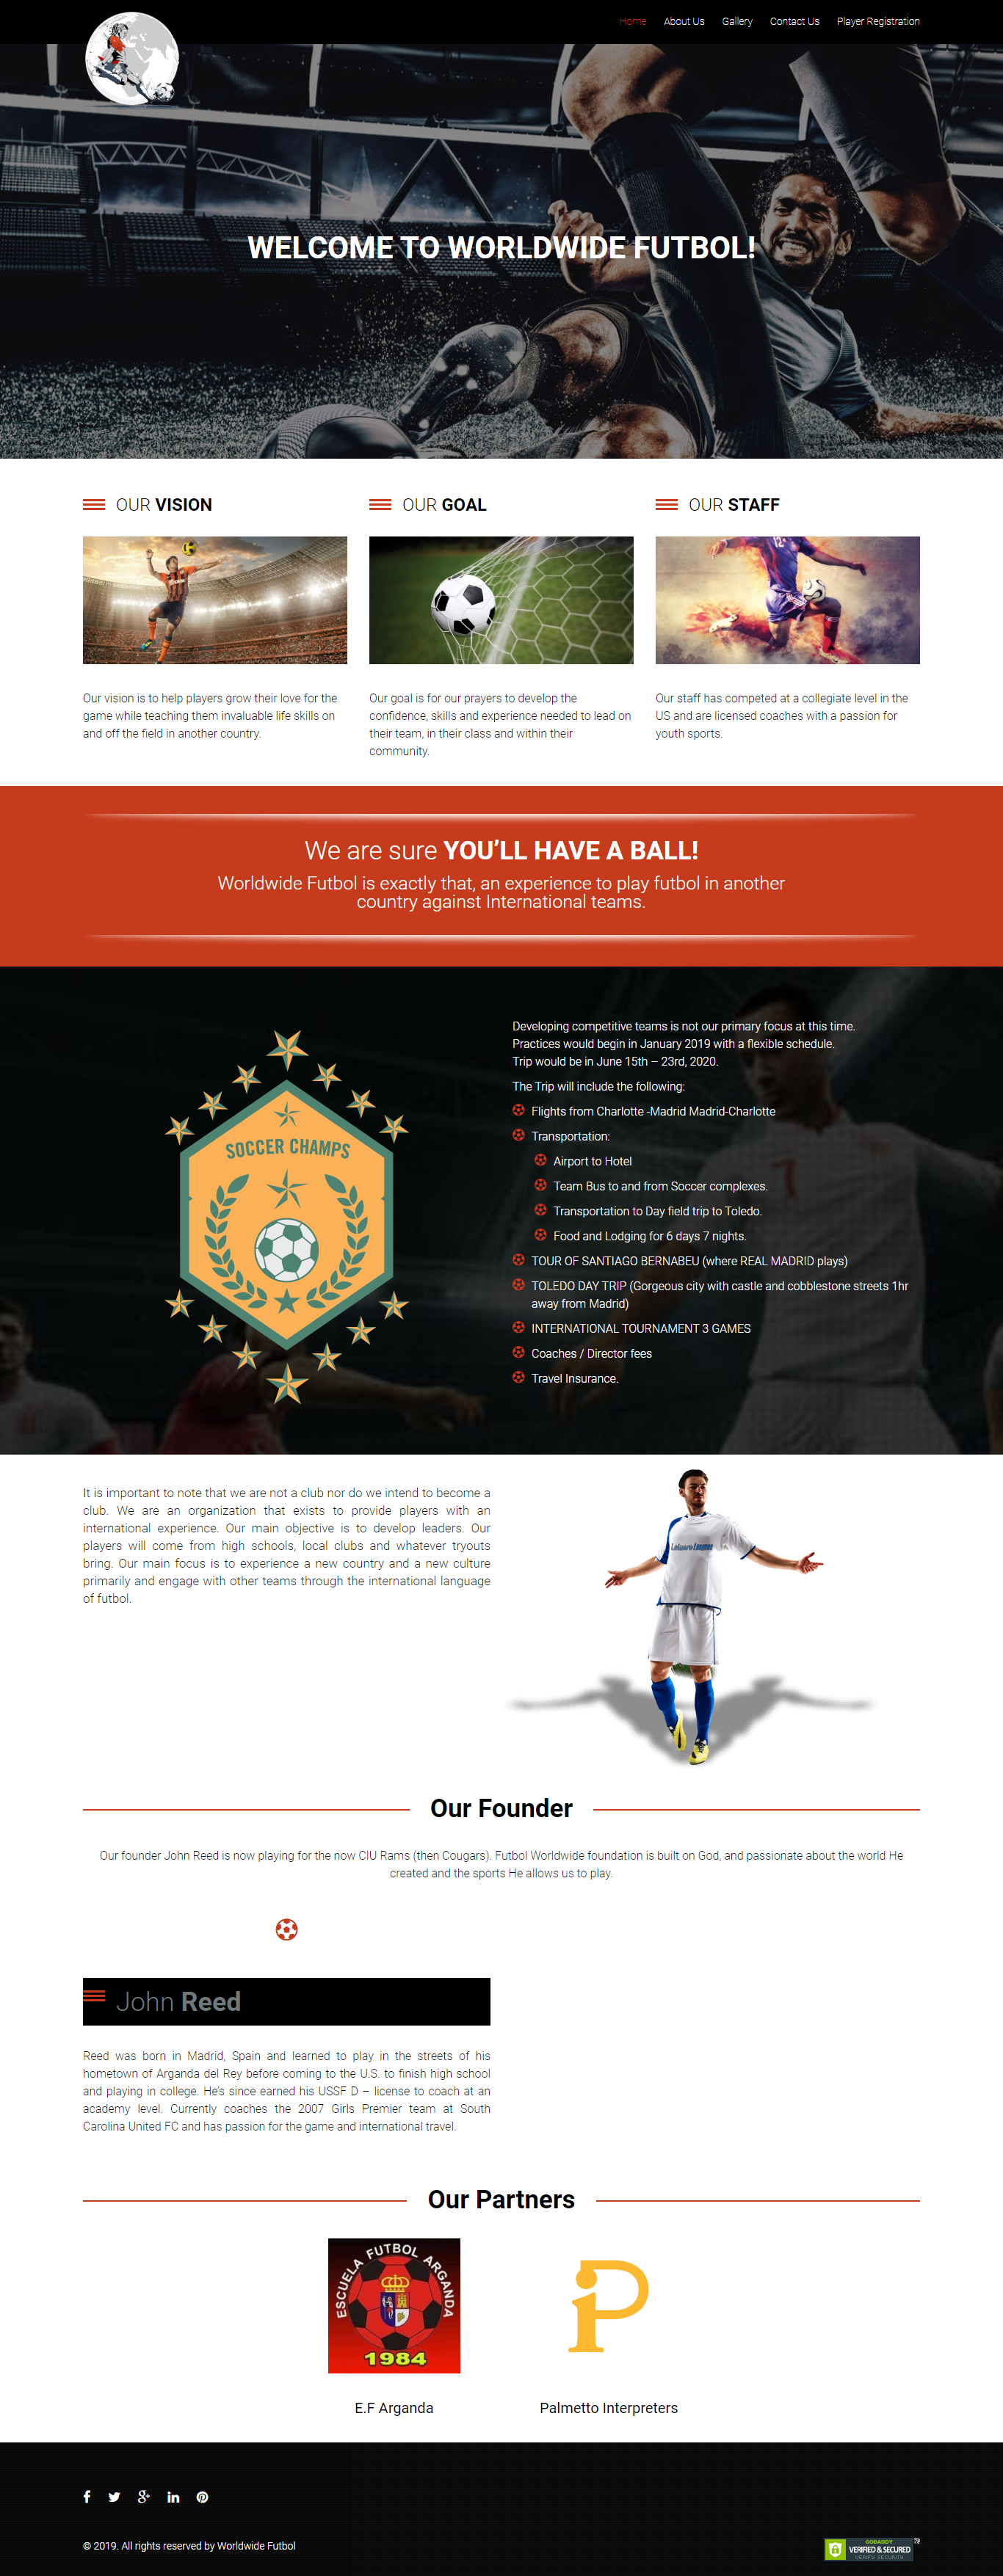 Home About Us Gallery Contact Us Player Registration
WELCOME TO WORLDWIDE FUTBOL!
OUR VISION
Our vision is to help players grow their love for the
game while teaching them invaluable life skills on
and off the field in another country.
OUR GOAL
Our goal is for our prayers to develop the
confidence, skills and experience needed to lead on
their team, in their class and within their
community.
OUR STAFF
Our staff has competed at a collegiate level in the
US and are licensed coaches with a passion for
youth sports.
We are sure YOU'LL HAVE A BALL!
Worldwide Futbol is exactly that, an experience to play futbol in another
country against International teams.
SOCCER CHAMPS
Developing competitive teams is not our primary focus at this time.
Practices would begin in January 2019 with a flexible schedule.
Trip would be in June 15th – 23rd, 2020.
The Trip will include the following:
Flights from Charlotte -Madrid Madrid-Charlotte
Transportation:
Airport to Hotel
Team Bus to and from Soccer complexes.
Transportation to Day field trip to Toledo.
Food and Lodging for 6 days 7 nights.
TOUR OF SANTIAGO BERNABEU (where REAL MADRID plays)
TOLEDO DAY TRIP (Gorgeous city with castle and cobblestone streets 1hr
away from Madrid)
INTERNATIONAL TOURNAMENT 3 GAMES
Coaches / Director fees
Travel Insurance.
It is important to note that we are not a club nor do we intend to become a
club. We are an organization that exists to provide players with an
international experience. Our main objective is to develop leaders. Our
players will come from high schools, local clubs and whatever tryouts
bring. Our main focus is to experience a new country and a new culture
primarily and engage with other teams through the international language
of futbol.
Leisure Leagues
Our Founder
Our founder John Reed is now playing for the now CIU Rams (then Cougars). Futbol Worldwide foundation is built on God, and passionate about the world He
created and the sports He allows us to play.
John Reed
Reed was born in Madrid, Spain and learned to play in the streets of his
hometown of Arganda del Rey before coming to the U.S. to finish high school
and playing in college. He's since earned his USSF D – license to coach at an
academy level. Currently coaches the 2007 Girls Premier team at South
Carolina United FC and has passion for the game and international travel.
Our Partners
ESCUELA FUTBOL ARGANDA
1984
E.F Arganda
Palmetto Interpreters
© 2019. All rights reserved by Worldwide Futbol
GODADDY
VERIFIED & SECURED
VERIFY SECURITY